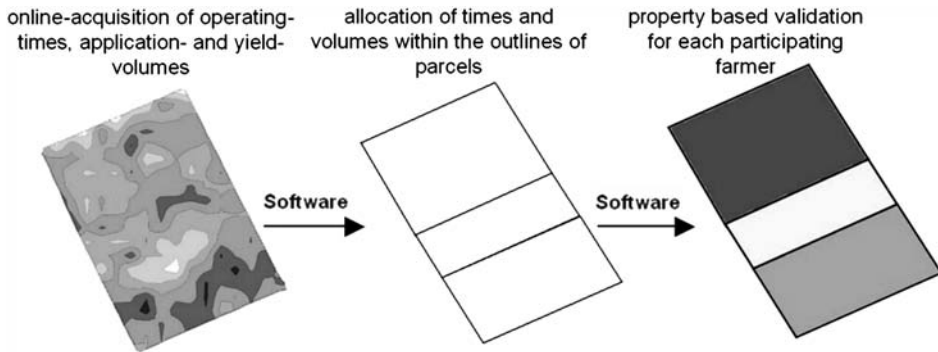 online-acquisition of operating-
times, application- and yield-
volumes
allocation of times and
volumes within the outlines of
parcels
property based validation
for each participating
farmer
Software
Software